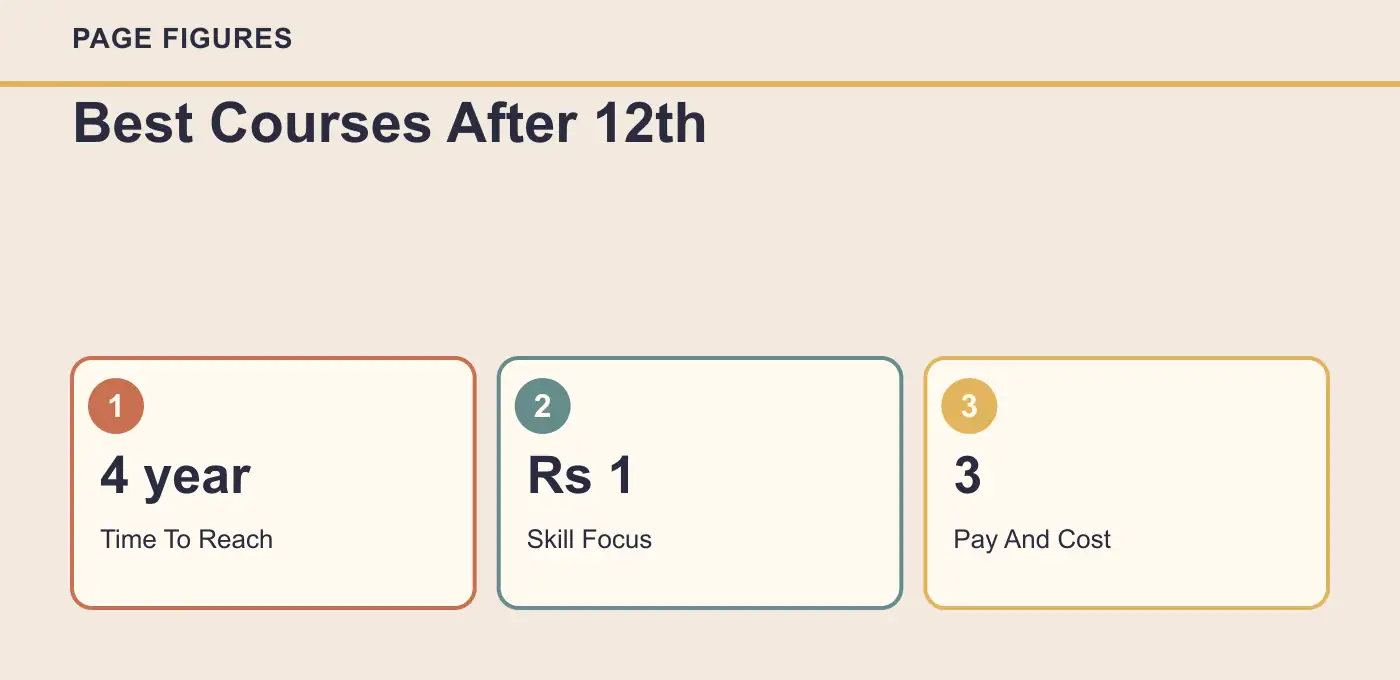 PAGE FIGURES
Best Courses After 12th
1
4 year
Time To Reach
2
Rs 1
Skill Focus
3
3
Pay And Cost